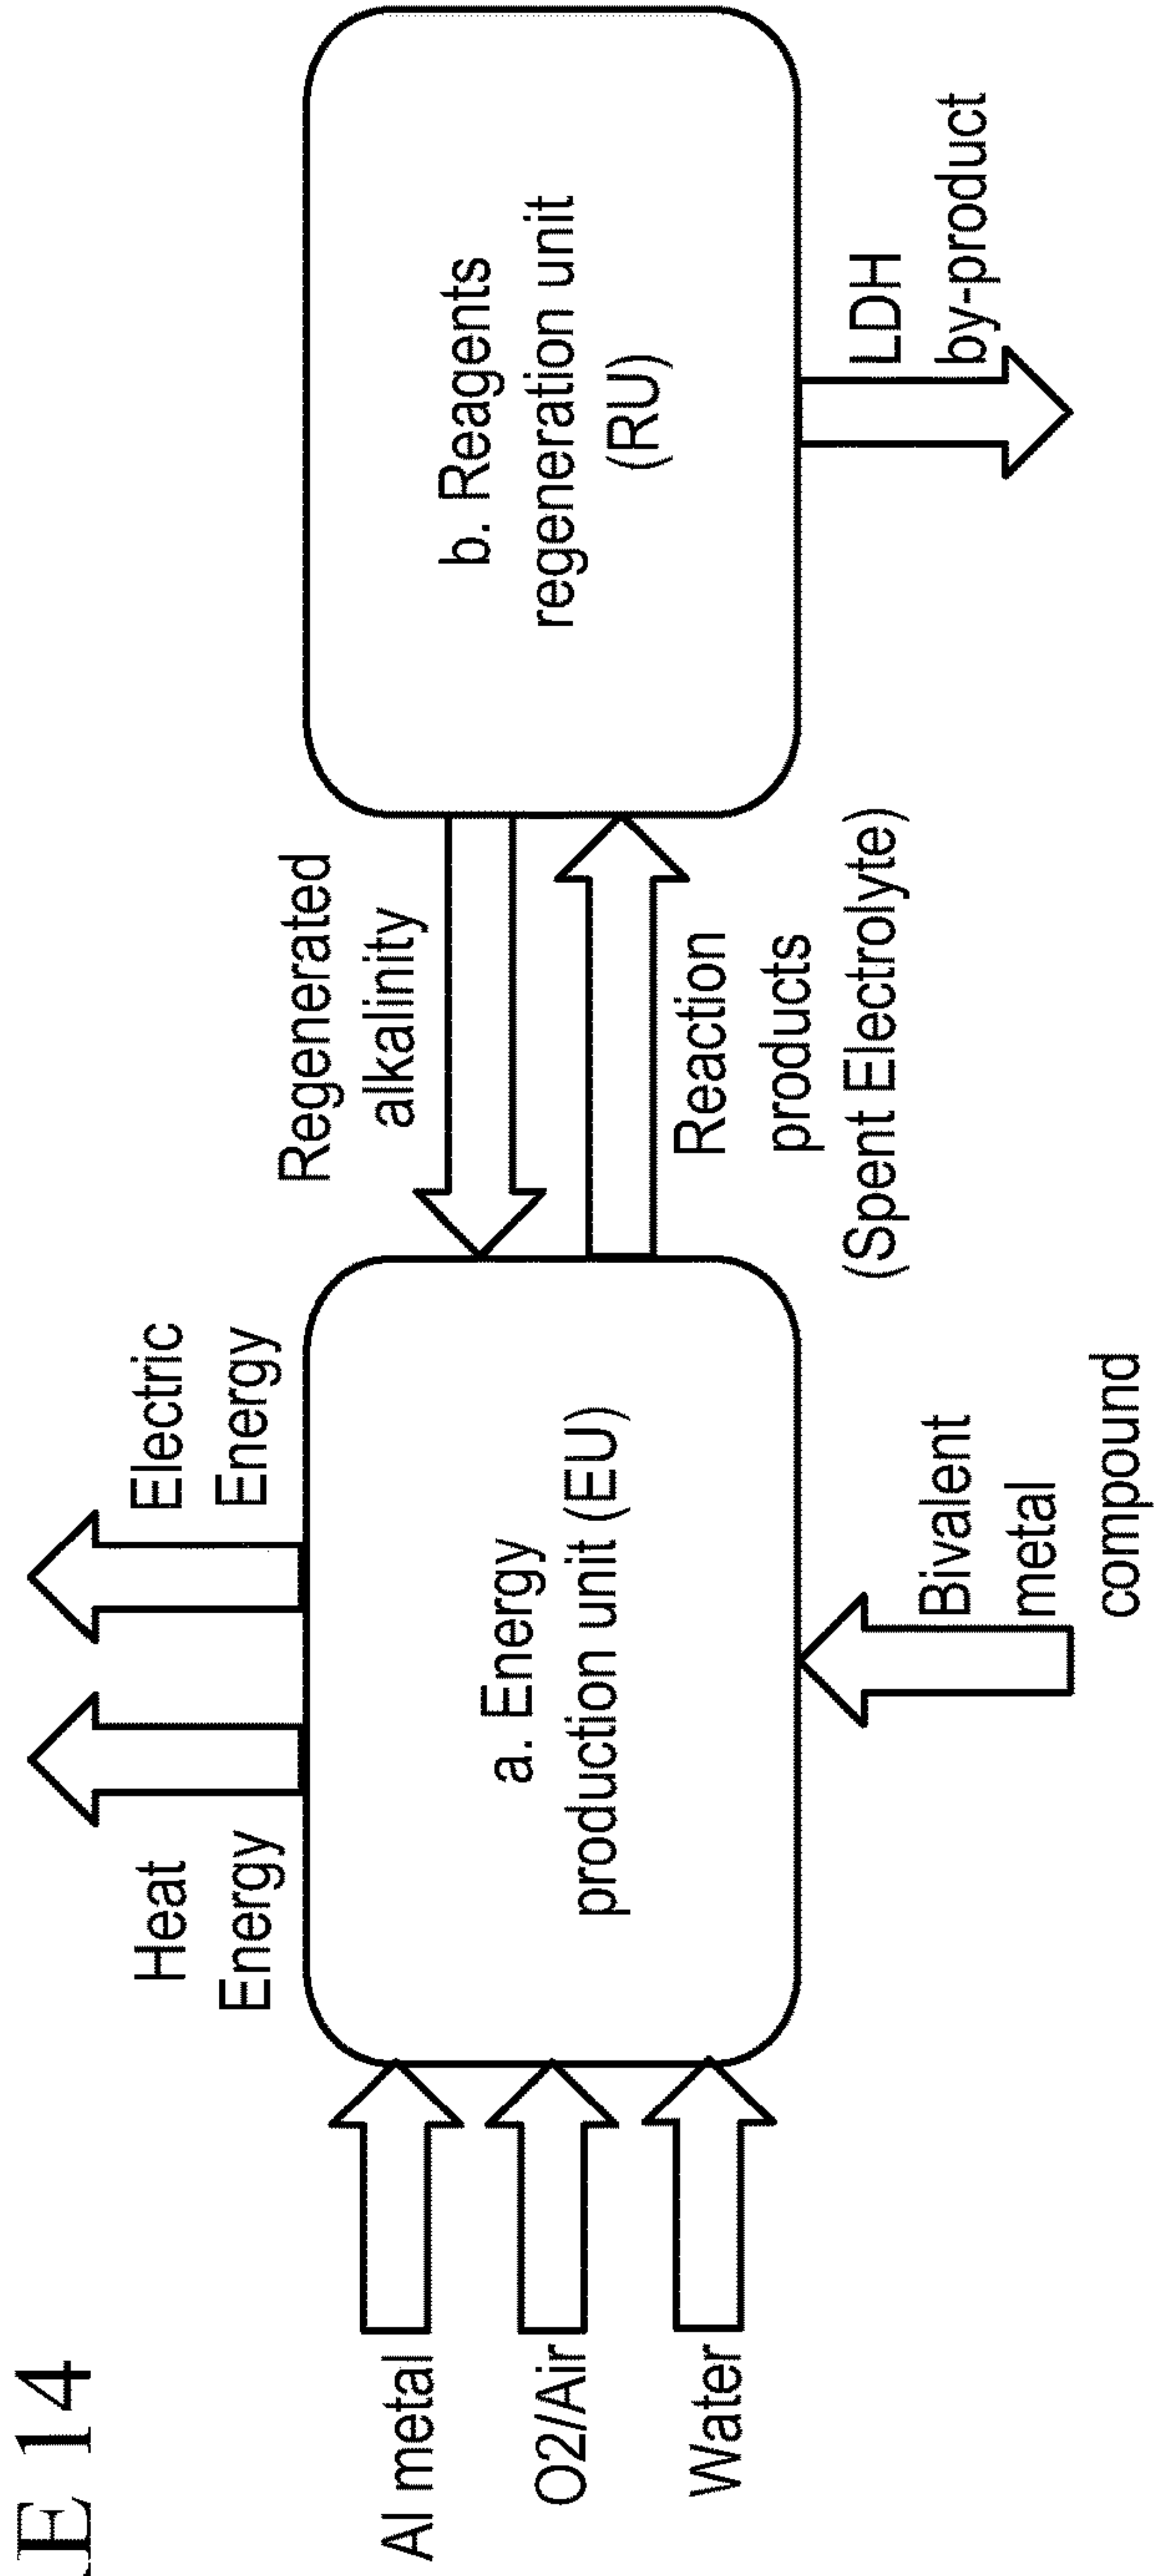 E 14
Heat
Energy
Electric
Energy
Al metal
O2/Air
Water
a. Energy
production unit (EU)
Bivalent
metal
compound
Regenerated
alkalinity
Reaction
products
(Spent Electrolyte)
b. Reagents
regeneration unit
(RU)
LDH
by-product